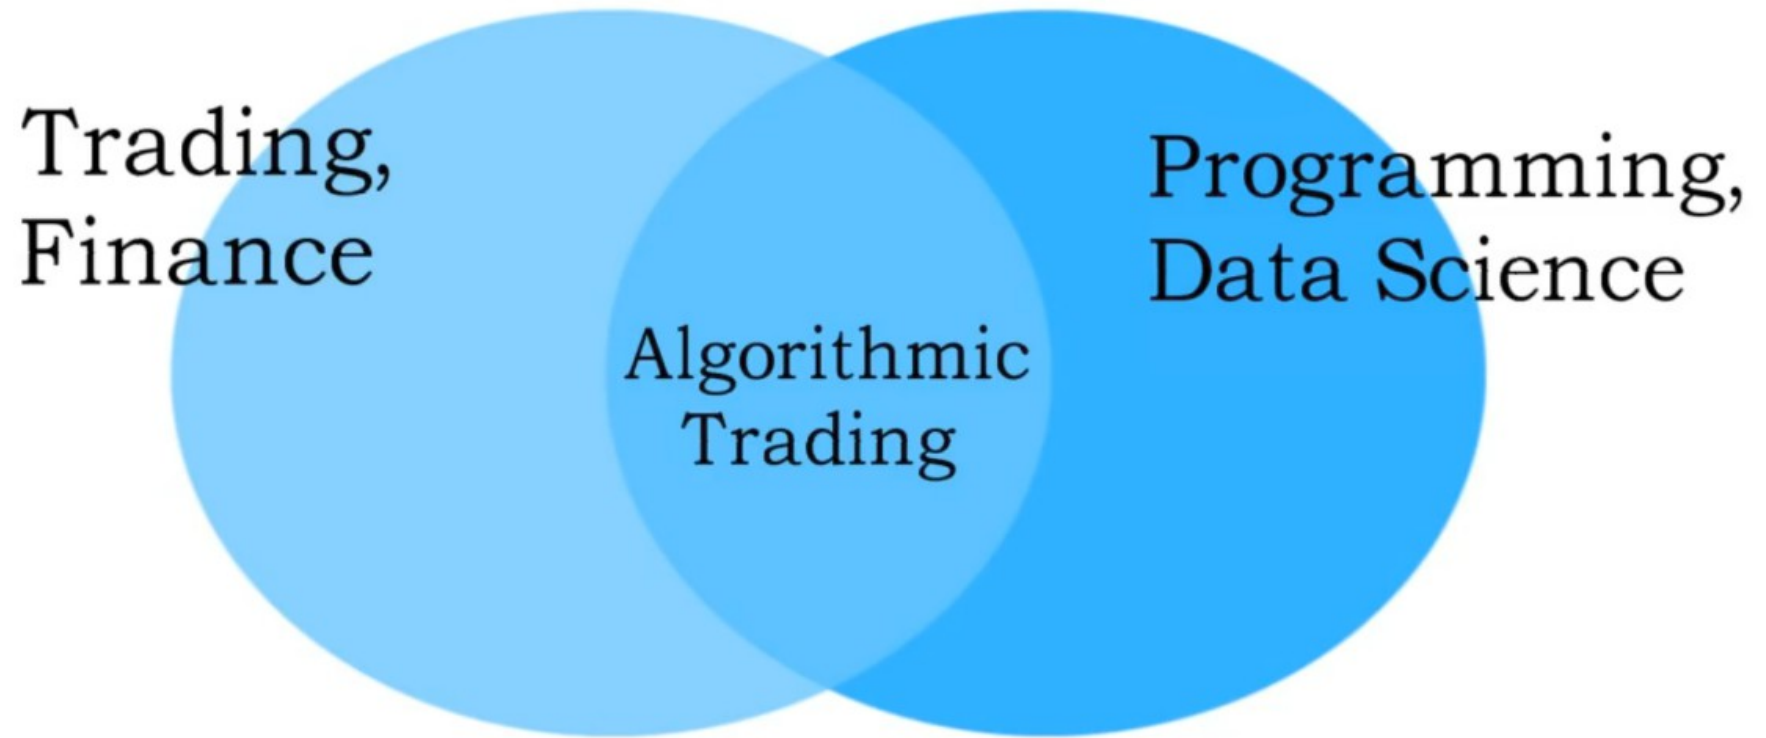 Trading,
Finance
Algorithmic
Trading
Programming,
Data Science